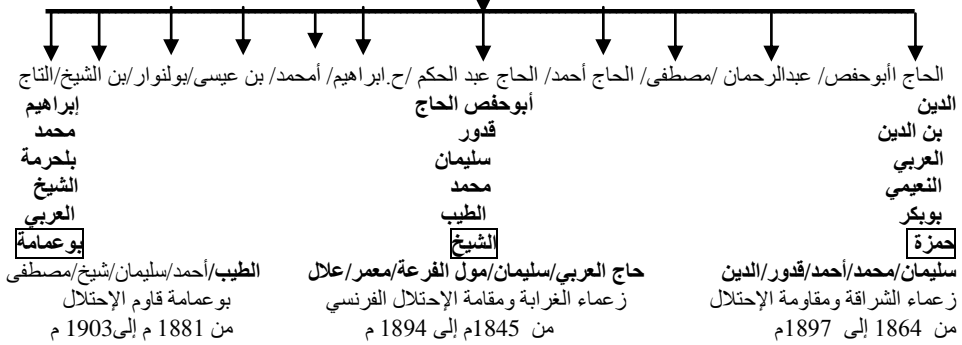 الحاج اأبوحفص/ عبدالرحمان /مصطفى/ الحاج أحمد/ الحاج عبد الحكم /ح.ابراهيم/ أمحمد/ بن عيسى/بولنوار/بن الشيخ/التاج
الدين أبوحفص الحاج إبراهيم
بن الدين قدور محمد
العربي سليمان بلحرمة
النعيمي محمد الشيخ
بوبكر الطيب العربي
حمزة الشيخ بوعمامة
سليمان/محمد/أحمد/قدور/الدين حاج العربي/سليمان/مول الفرعة/معمر/علال الطيب/أحمد/سليمان/شيخ/مصطفى
زعماء الشراقة ومقاومة الإحتلال زعماء الغرابة ومقامة الإحتلال الفرنسي بوعمامة قاوم الإحتلال
من 1864 إلى 1897م من 1845م إلى 1894 م من 1881 م إلى1903 م